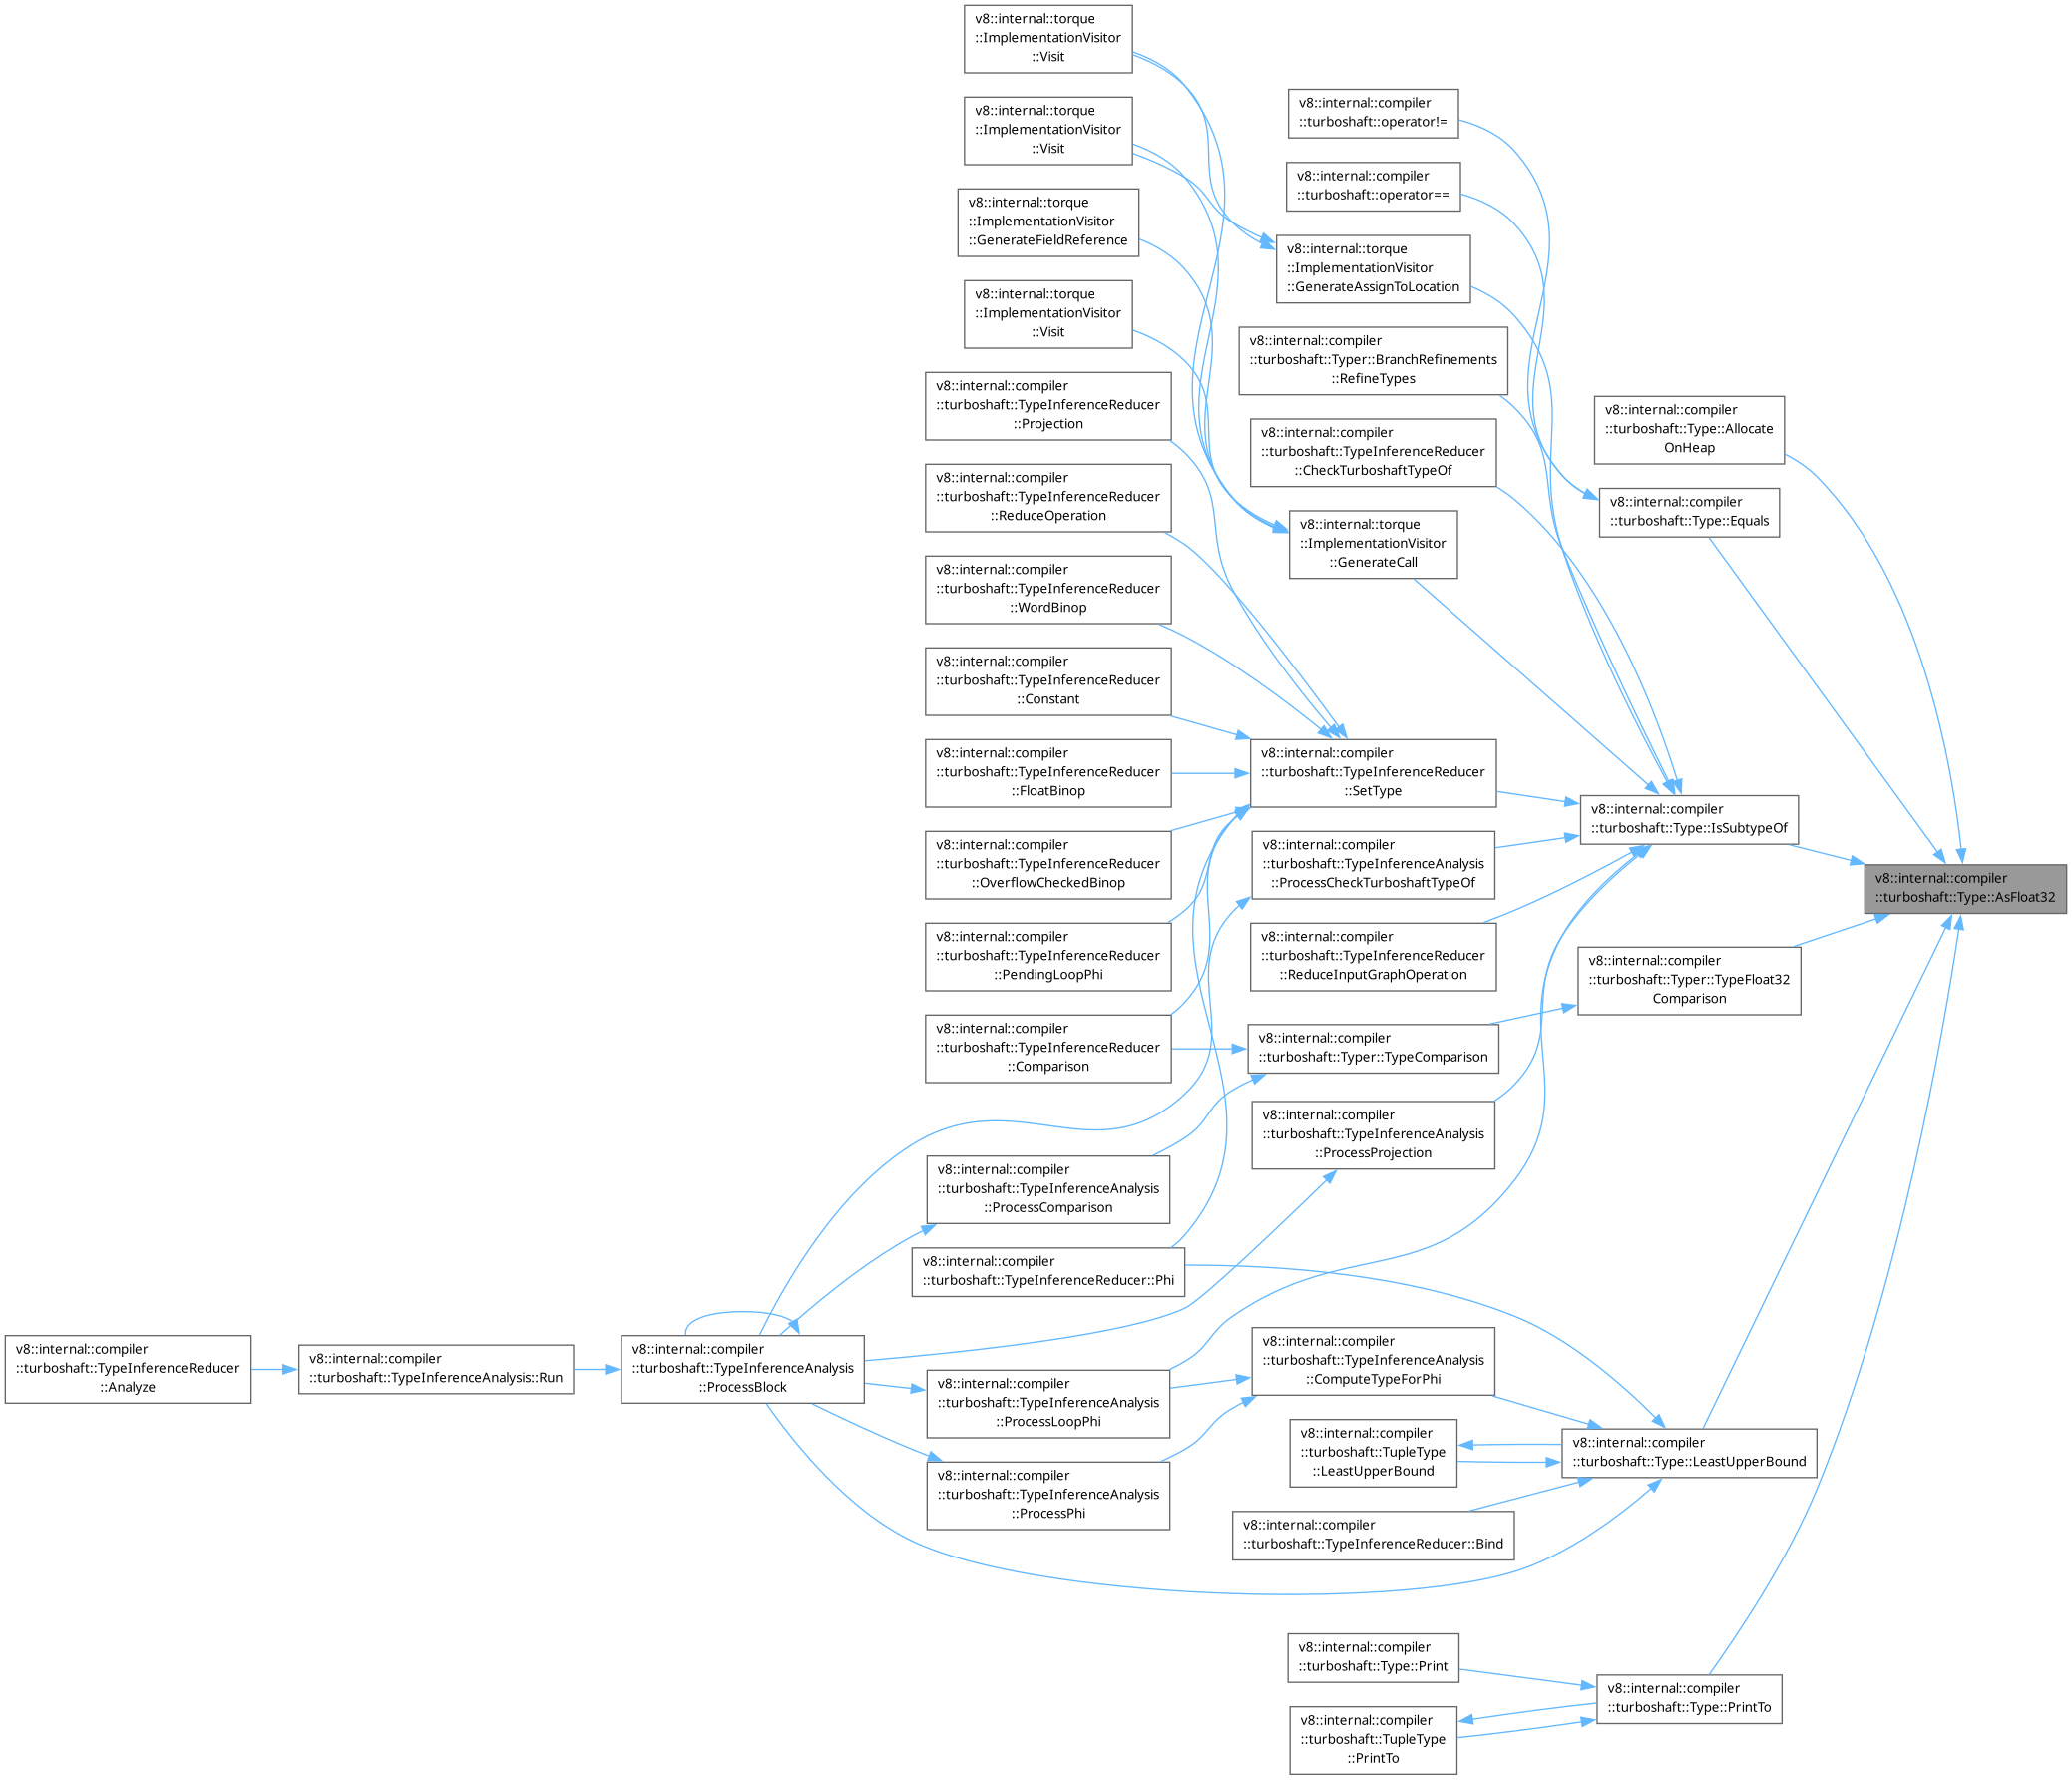 v8::internal::torque
::ImplementationVisitor
::Visit
v8::internal::torque
::ImplementationVisitor
::Visit
v8::internal::torque
::ImplementationVisitor
::GenerateFieldReference
v8::internal::torque
::ImplementationVisitor
::Visit
v8::internal::compiler
::turboshaft::TypeInferenceReducer
::Projection
v8::internal::compiler
::turboshaft::TypeInferenceReducer
::ReduceOperation
v8::internal::compiler
::turboshaft::TypeInferenceReducer
::WordBinop
v8::internal::compiler
::turboshaft::TypeInferenceReducer
::Constant
v8::internal::compiler
::turboshaft::TypeInferenceReducer
::FloatBinop
v8::internal::compiler
::turboshaft::TypeInferenceReducer
::OverflowCheckedBinop
v8::internal::compiler
::turboshaft::TypeInferenceReducer
::PendingLoopPhi
v8::internal::compiler
::turboshaft::TypeInferenceReducer
::Comparison
v8::internal::compiler
::turboshaft::TypeInferenceAnalysis
::ProcessComparison
v8::internal::compiler
::turboshaft::TypeInferenceReducer::Phi
v8::internal::compiler
::turboshaft::TypeInferenceReducer
::Analyze
v8::internal::compiler
::turboshaft::TypeInferenceAnalysis::Run
v8::internal::compiler
::turboshaft::TypeInferenceAnalysis
::ProcessBlock
v8::internal::compiler
::turboshaft::TypeInferenceAnalysis
::ProcessLoopPhi
v8::internal::compiler
::turboshaft::TypeInferenceAnalysis
::ProcessPhi
v8::internal::compiler
::turboshaft::operator!=
v8::internal::compiler
::turboshaft::operator==
v8::internal::torque
::ImplementationVisitor
::GenerateAssignToLocation
v8::internal::compiler
::turboshaft::Typer::BranchRefinements
::RefineTypes
v8::internal::compiler
::turboshaft::TypeInferenceReducer
::CheckTurboshaftTypeOf
v8::internal::torque
::ImplementationVisitor
::GenerateCall
v8::internal::compiler
::turboshaft::TypeInferenceReducer
::SetType
v8::internal::compiler
::turboshaft::TypeInferenceAnalysis
::ProcessCheckTurboshaftTypeOf
v8::internal::compiler
::turboshaft::TypeInferenceReducer
::ReduceInputGraphOperation
v8::internal::compiler
::turboshaft::Typer::TypeComparison
v8::internal::compiler
::turboshaft::TypeInferenceAnalysis
::ProcessProjection
v8::internal::compiler
::turboshaft::TypeInferenceAnalysis
::ComputeTypeForPhi
v8::internal::compiler
::turboshaft::TupleType
::LeastUpperBound
v8::internal::compiler
::turboshaft::TypeInferenceReducer::Bind
v8::internal::compiler
::turboshaft::Type::Print
v8::internal::compiler
::turboshaft::TupleType
::PrintTo
v8::internal::compiler
::turboshaft::Type::Allocate
OnHeap
v8::internal::compiler
::turboshaft::Type::Equals
v8::internal::compiler
::turboshaft::Type::IsSubtypeOf
v8::internal::compiler
::turboshaft::Typer::TypeFloat32
Comparison
v8::internal::compiler
::turboshaft::Type::LeastUpperBound
v8::internal::compiler
::turboshaft::Type::PrintTo
v8::internal::compiler
::turboshaft::Type::AsFloat32